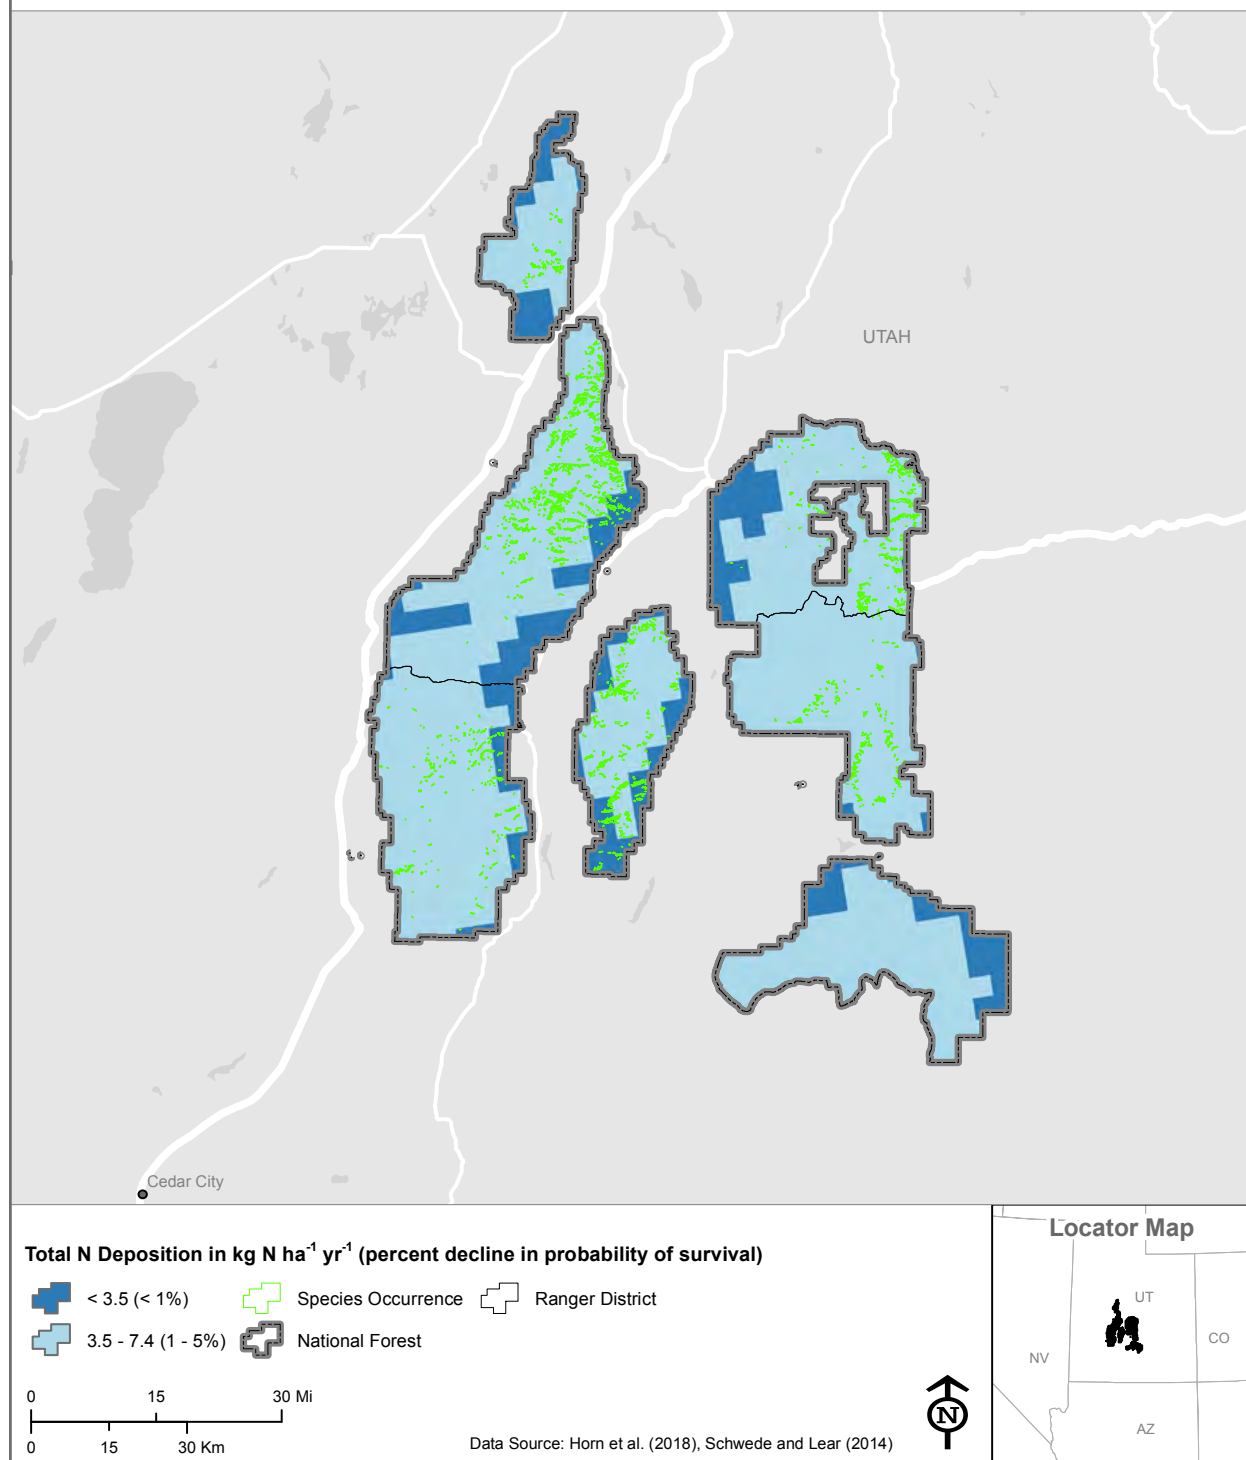 UTAH
Cedar City
Total N Deposition in kg N ha-1 yr-1 (percent decline in probability of survival)
< 3.5 (< 1%)
Species Occurrence
Ranger District
3.5 - 7.4 (1 - 5%)
National Forest
0 15 30 Mi
0 15 30 Km
Data Source: Horn et al. (2018), Schwede and Lear (2014)
N
Locator Map
UT
CO
NV
AZ